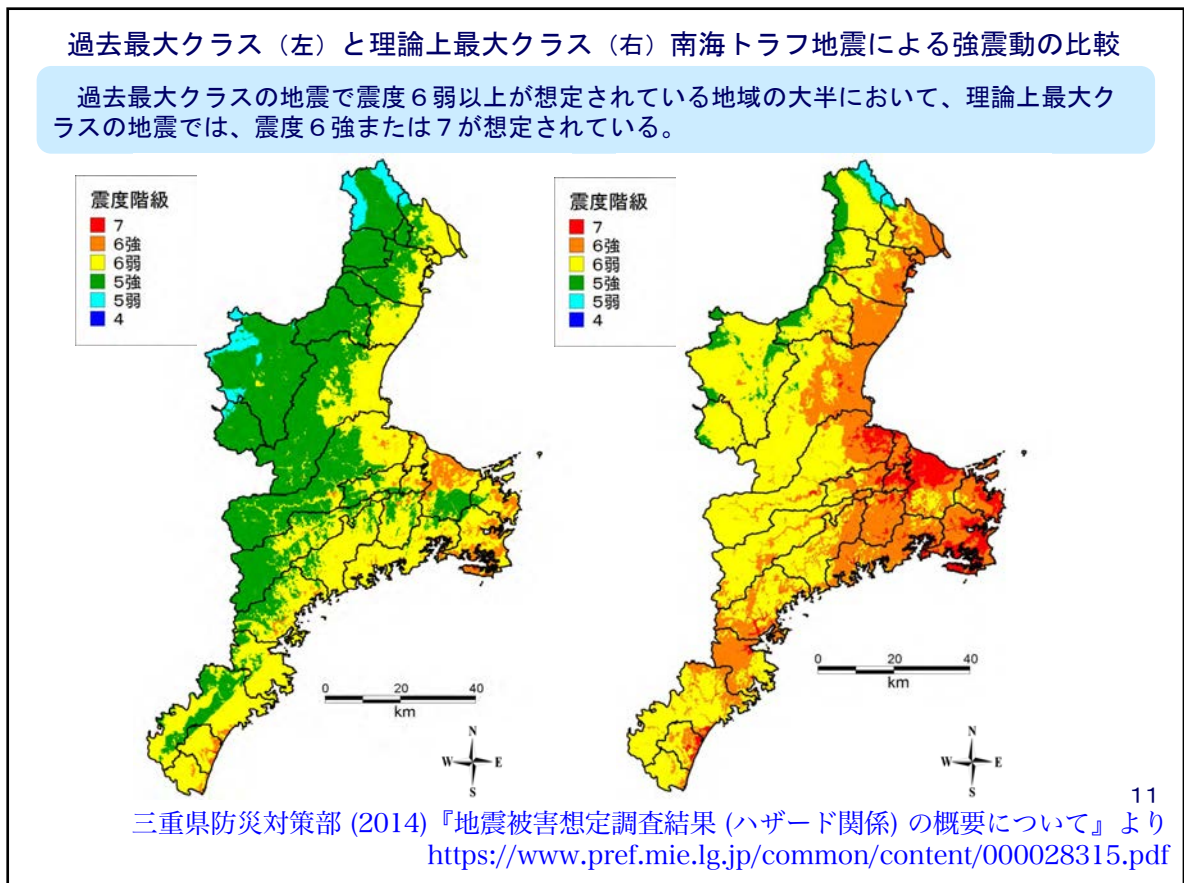 過去最大クラス（左）と理論上最大クラス（右）南海トラフ地震による強震動の比較
過去最大クラスの地震で震度６弱以上が想定されている地域の大半において、理論上最大ク
ラスの地震では、震度６強または７が想定されている。
震度階級
7
6強
6弱
5強
5弱
4
震度階級
7
6強
6弱
5強
5弱
4
0 20 40
km
0 20 40
km
N
W E
S
N
W E
S
11
三重県防災対策部 (2014)『地震被害想定調査結果 (ハザード関係) の概要について』より
https://www.pref.mie.lg.jp/common/content/000028315.pdf